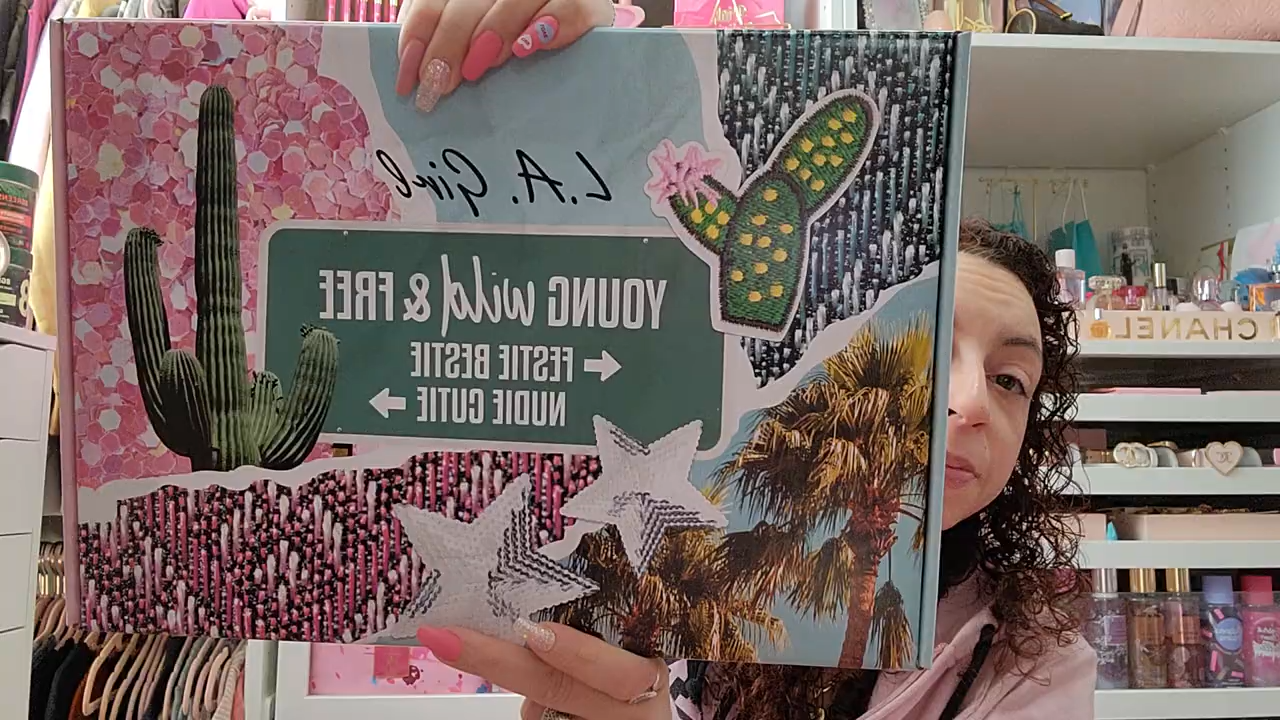 L.A. Girl
YOUNG wild & FREE
FESTIE BESTIE
NUDIE CUTIE
CHANEL